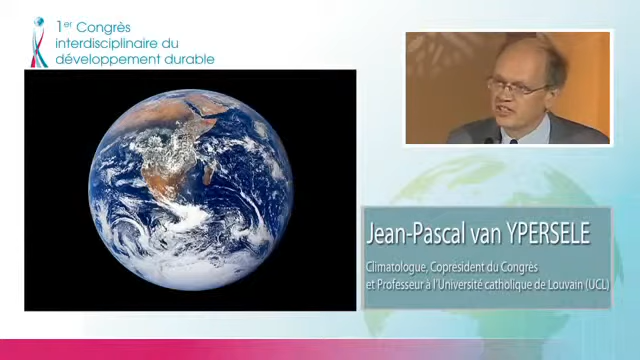 1er Congrès
interdisciplinaire du
développement durable
Jean-Pascal van YPERSELE
Climatologue, Coprésident du Congrès
et Professeur à l'Université catholique de Louvain (UCL)